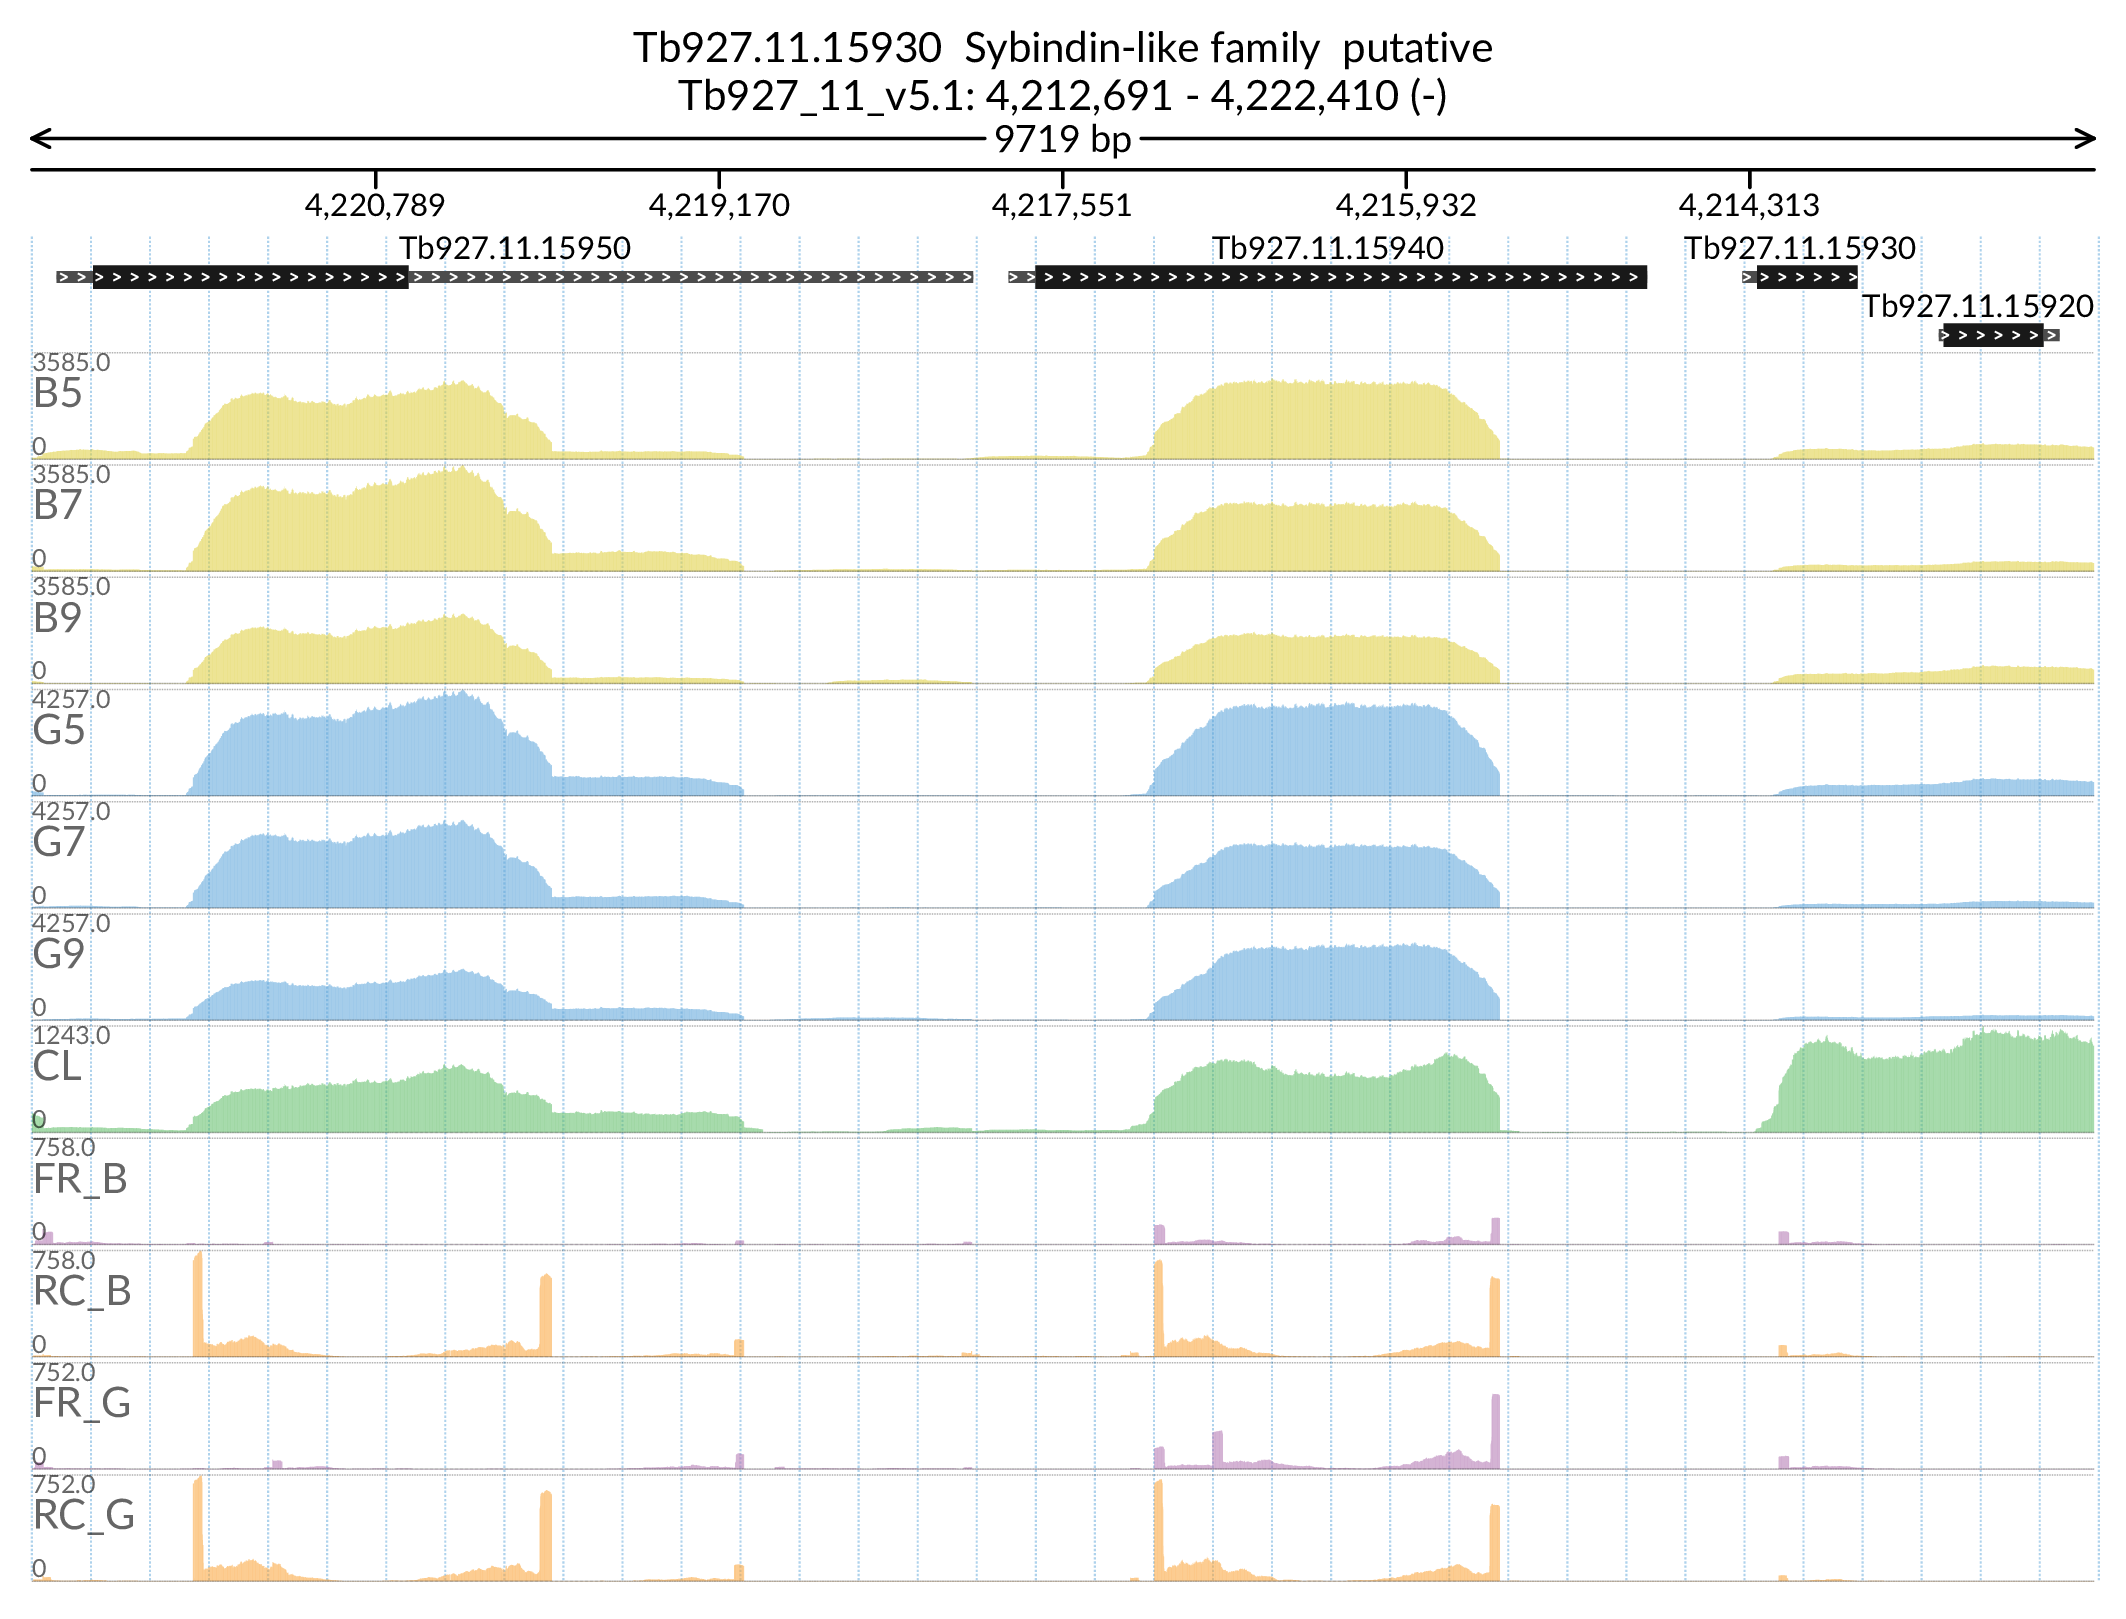 Tb927.11.15930  Sybindin-like family  putative
Tb927_11_v5.1: 4,212,691 - 4,222,410 (-)
9719 bp
4,220,789 4,219,170 4,217,551 4,215,932 4,214,313
Tb927.11.15950 Tb927.11.15940 Tb927.11.15930
Tb927.11.15920
3585.0
B5
0
3585.0
B7
0
3585.0
B9
0
4257.0
G5
0
4257.0
G7
0
4257.0
G9
0
1243.0
CL
0
758.0
FR_B
0
758.0
RC_B
0
752.0
FR_G
0
752.0
RC_G
0